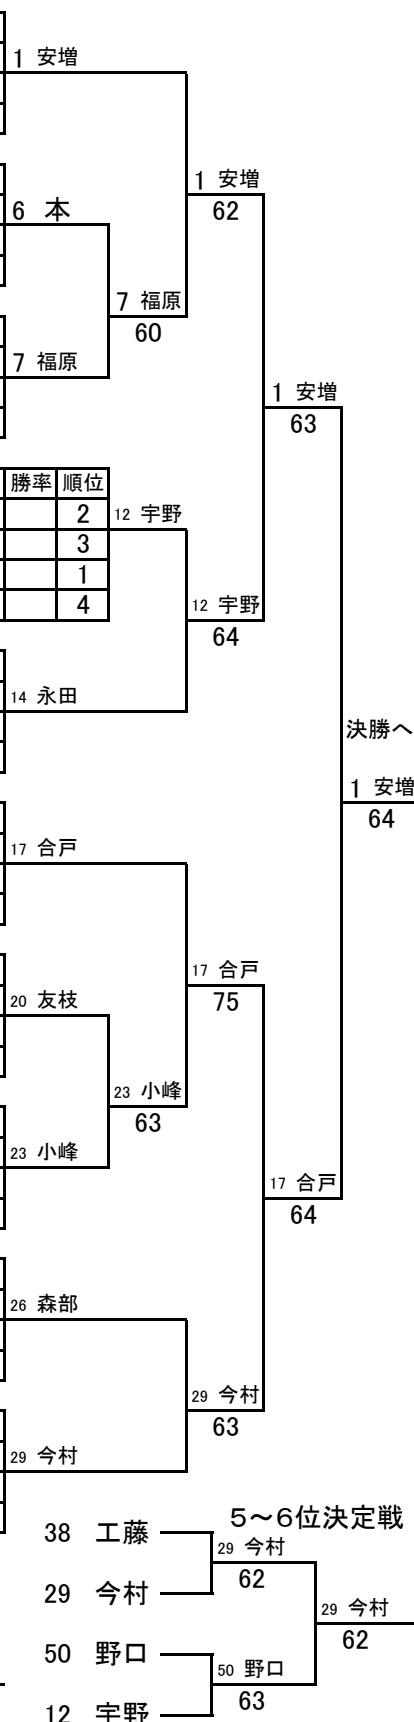 1 安増
1 安増
62
6 本
7 福原
60
7 福原
1 安増
63
勝率 順位
2
3
1
4
12 宇野
12 宇野
64
14 永田
決勝へ
1 安増
64
17 合戸
17 合戸
75
20 友枝
23 小峰
63
23 小峰
17 合戸
64
26 森部
29 今村
63
29 今村
5～6位決定戦
38 工藤
29 今村
62
29 今村
29 今村
62
50 野口
50 野口
63
12 宇野